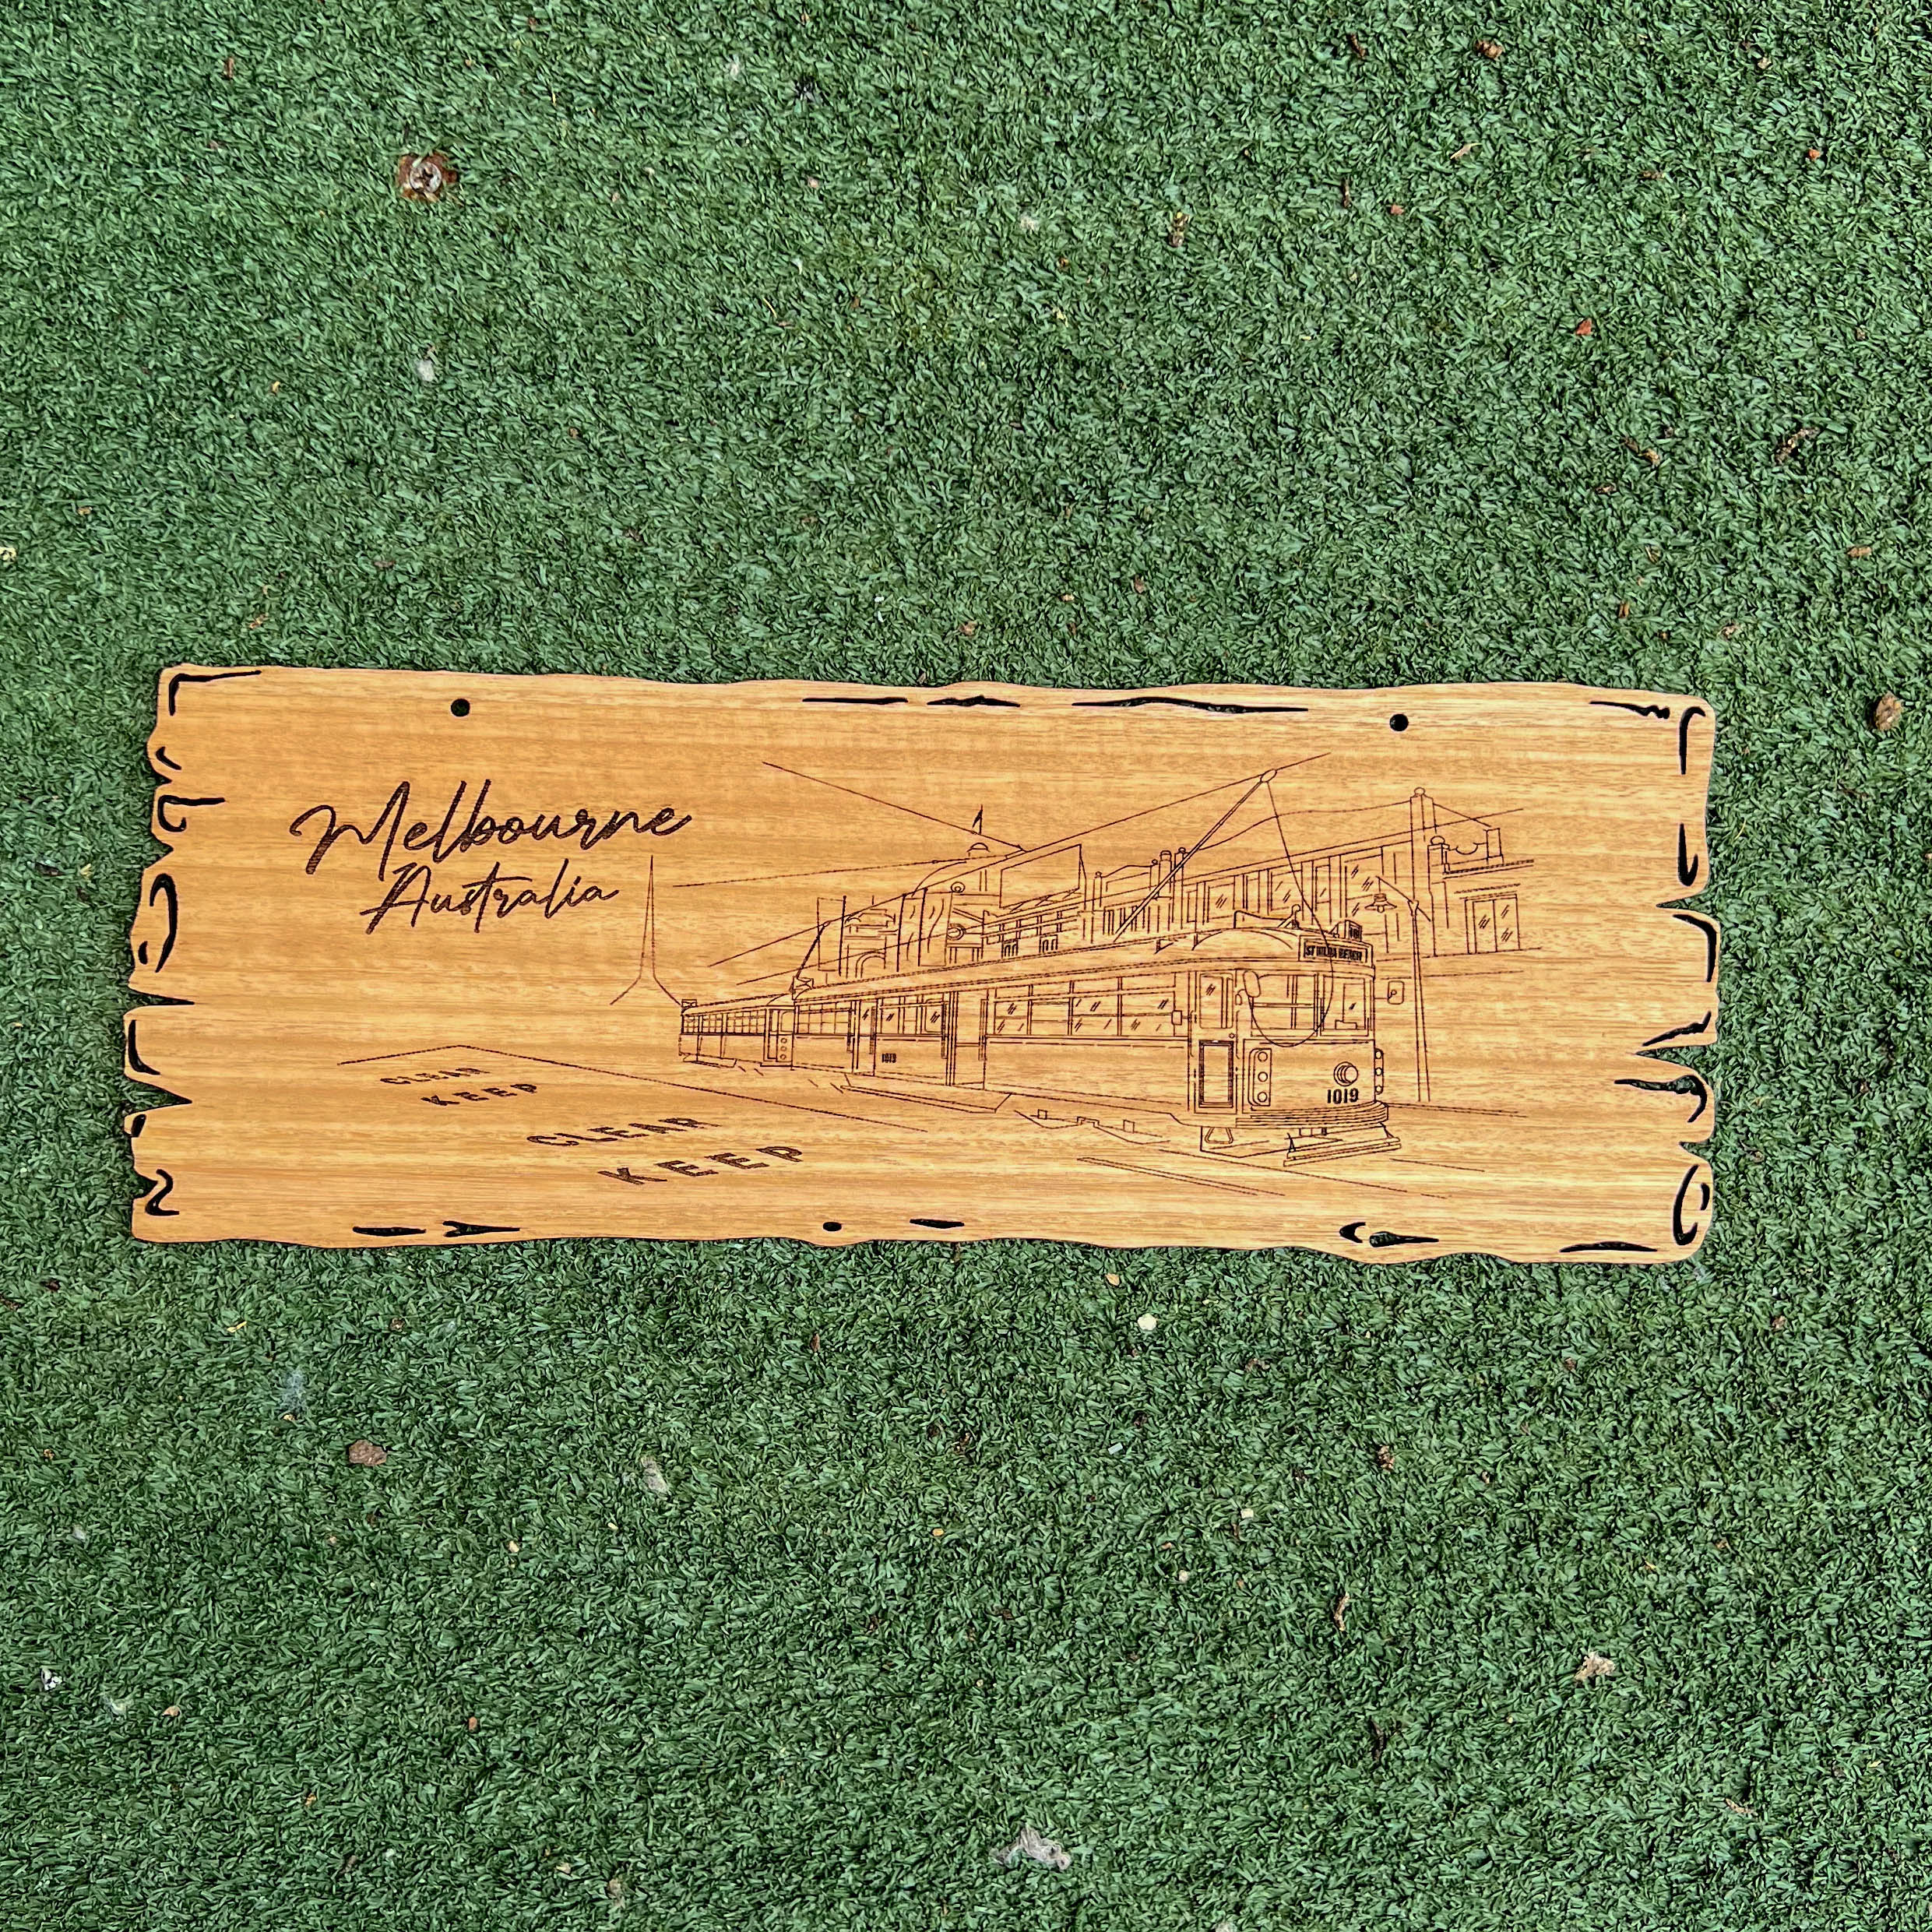 Melbourne
Australia
ST KILDA BEACH
1019
1019
CLEAR
KEEP
CLEAR
KEEP